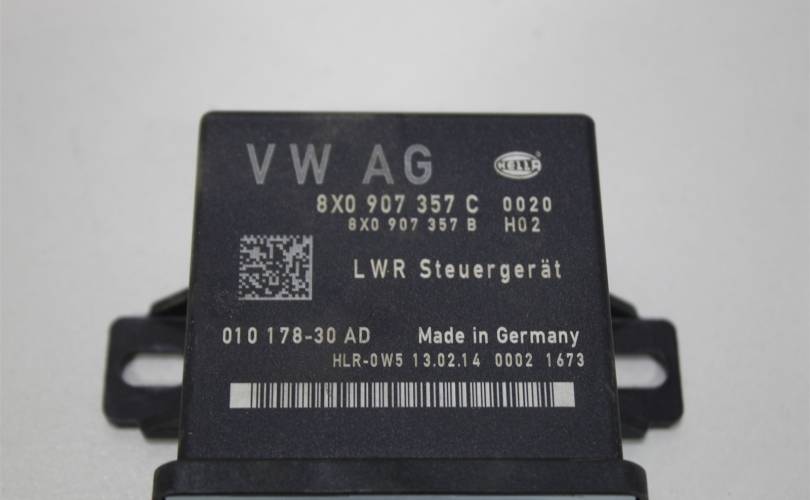 VW AG HELLA
8X0 907 357 C 0020
8X0 907 357 B H02
LWR Steuergerät
010 178-30 AD Made in Germany
HLR-0W5 13.02.14 0002 1673